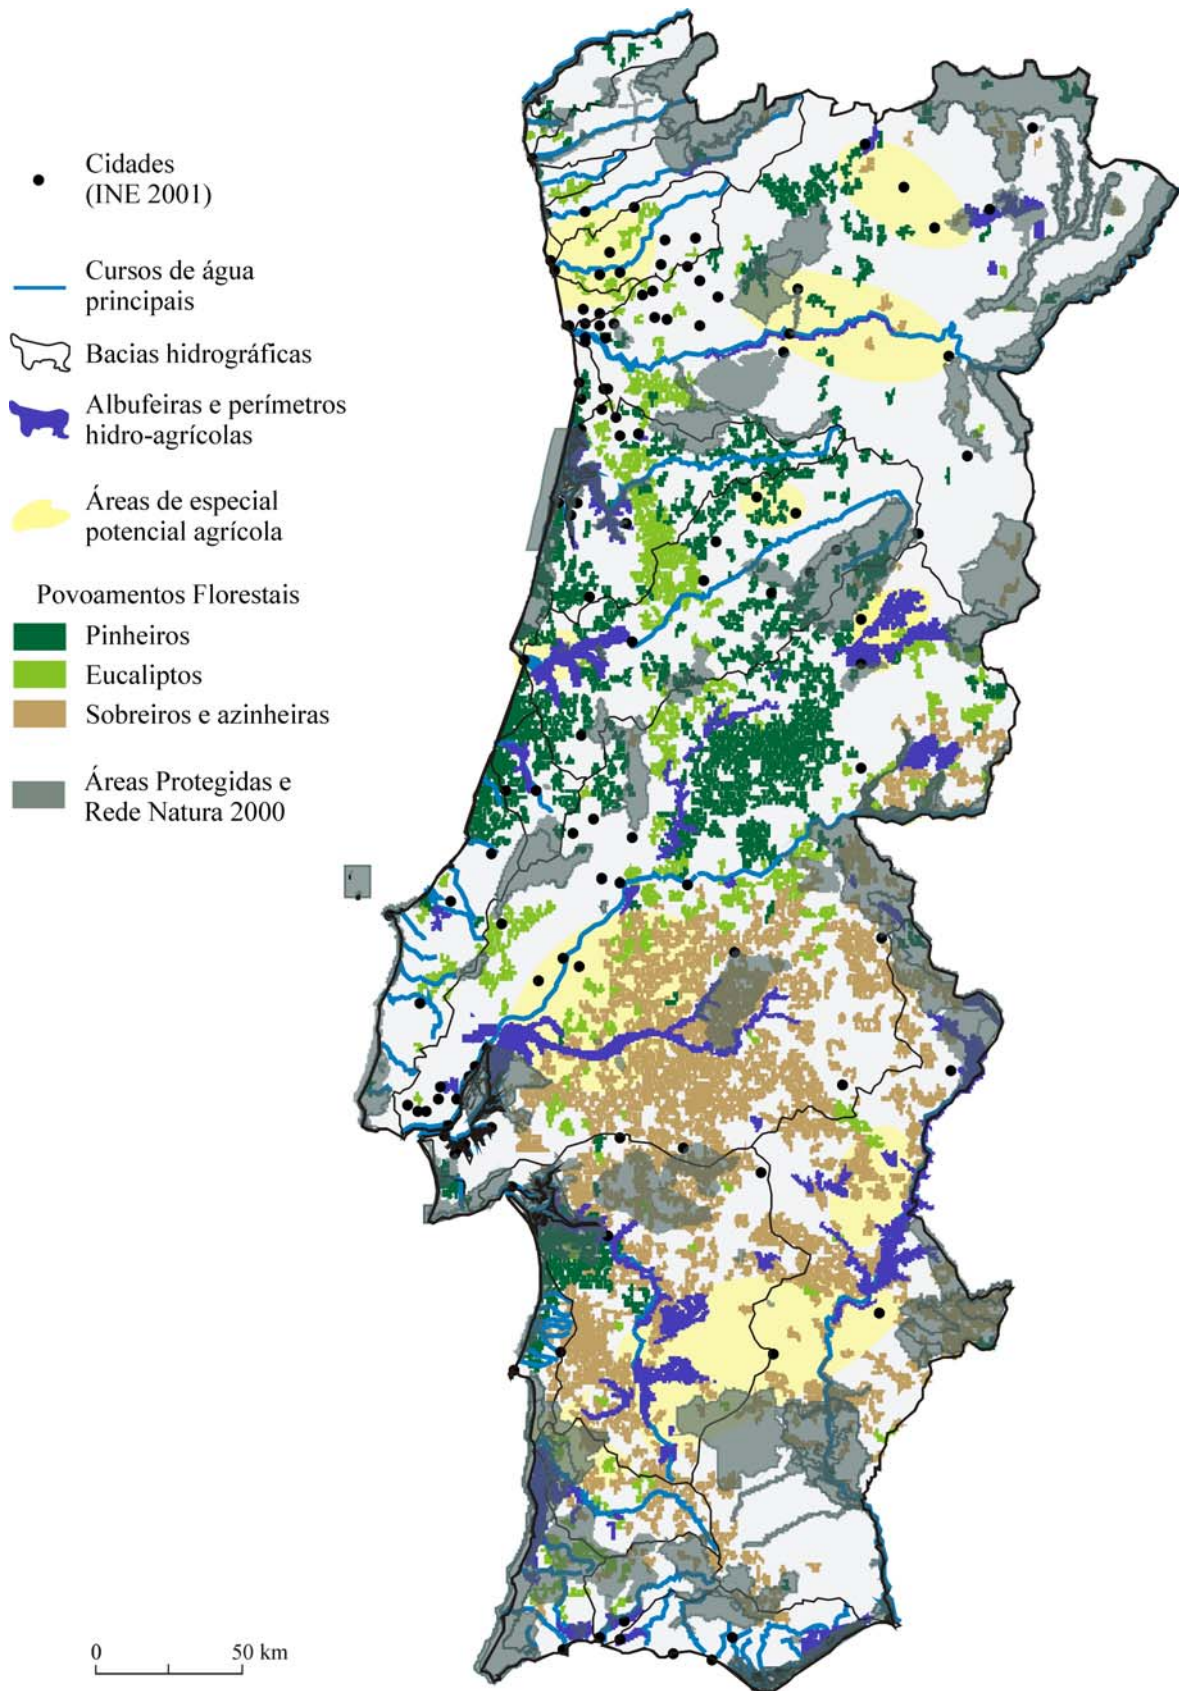 Cidades
(INE 2001)
Cursos de água
principais
Bacias hidrográficas
Albufeiras e perímetros
hidro-agrícolas
Áreas de especial
potencial agrícola
Povoamentos Florestais
Pinheiros
Eucaliptos
Sobreiros e azinheiras
Áreas Protegidas e
Rede Natura 2000
0 50 km